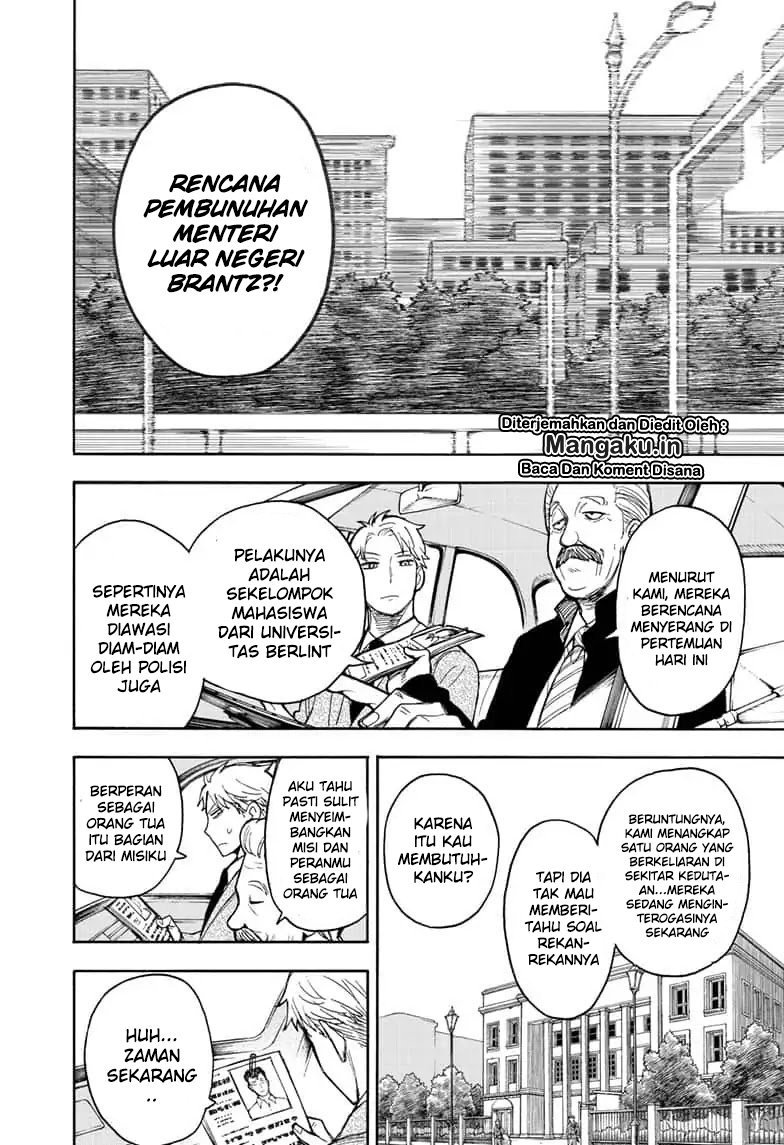 RENCANA
PEMBUNUHAN
MENTERI
LUAR NEGERI
BRANTZ?!
Diterjemahkan dan Diedit Oleh:
Mangaku.in
Baca Dan Koment Disana
MENURUT
KAMI, MEREKA
BERENCANA
MENYERANG DI
PERTEMUAN
HARI INI
PELAKUNYA
ADALAH
SEKELOMPOK
MAHASISWA
DARI UNIVERSI-
TAS BERLINT
SEPERTINYA
MEREKA
DIAWASI
DIAM-DIAM
OLEH POLISI
JUGA
BERUNTUNGNYA,
KAMI MENANGKAP
SATU ORANG YANG
BERKELIARAN DI
SEKITAR KEDUTA-
AN...MEREKA
SEDANG MENGIN-
TEROGASINYA
SEKARANG
TAPI DIA
TAK MAU
MEMBERI-
TAHU SOAL
REKAN-
REKANNYA
KARENA
ITU KAU
MEMBUTUH-
KANKU?
AKU TAHU
PASTI SULIT
MENYEIM-
BANGKAN
MISI DAN
PERANMU
SEBAGAI
ORANG TUA
BERPERAN
SEBAGAI
ORANG TUA
ITU BAGIAN
DARI MISIKU
HUH...
ZAMAN
SEKARANG
..